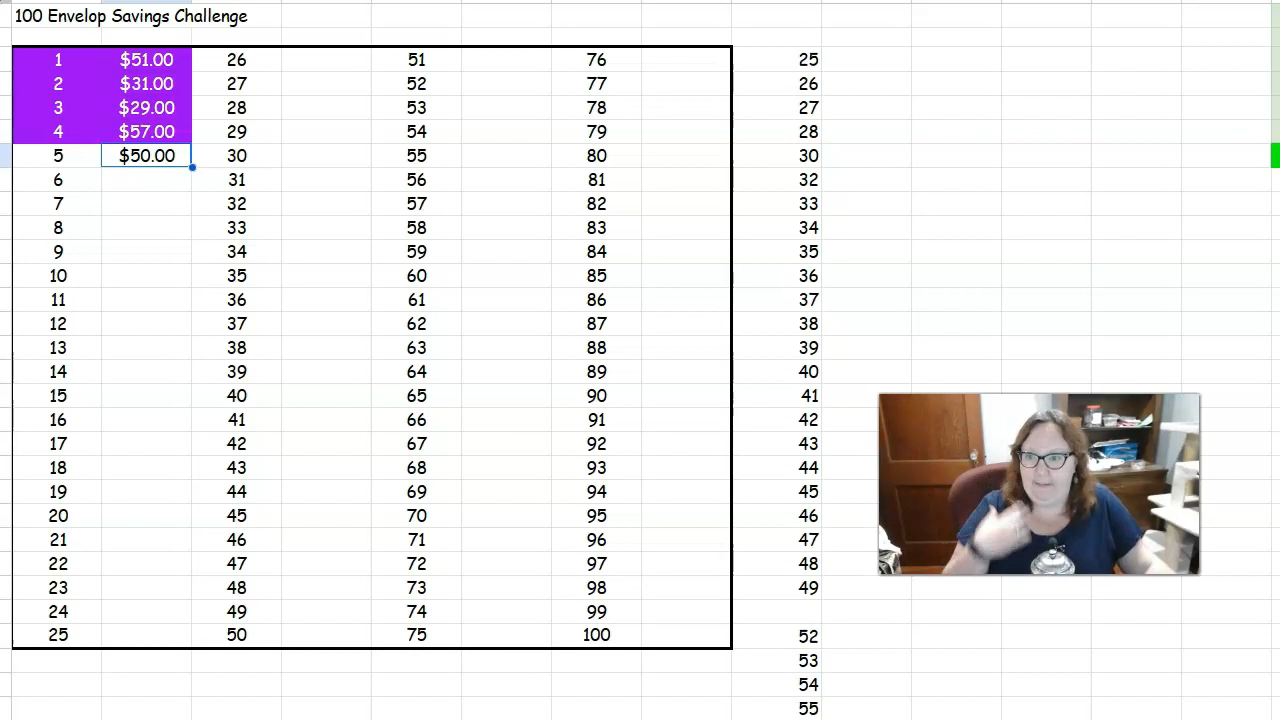 100 Envelop Savings Challenge
1 $51.00 26 51 76 25
2 $31.00 27 52 77 26
3 $29.00 28 53 78 27
4 $57.00 29 54 79 28
5 $50.00 30 55 80 30
6 31 56 81 32
7 32 57 82 33
8 33 58 83 34
9 34 59 84 35
10 35 60 85 36
11 36 61 86 37
12 37 62 87 38
13 38 63 88 39
14 39 64 89 40
15 40 65 90 41
16 41 66 91 42
17 42 67 92 43
18 43 68 93 44
19 44 69 94 45
20 45 70 95 46
21 46 71 96 47
22 47 72 97 48
23 48 73 98 49
24 49 74 99
25 50 75 100 52
53
54
55